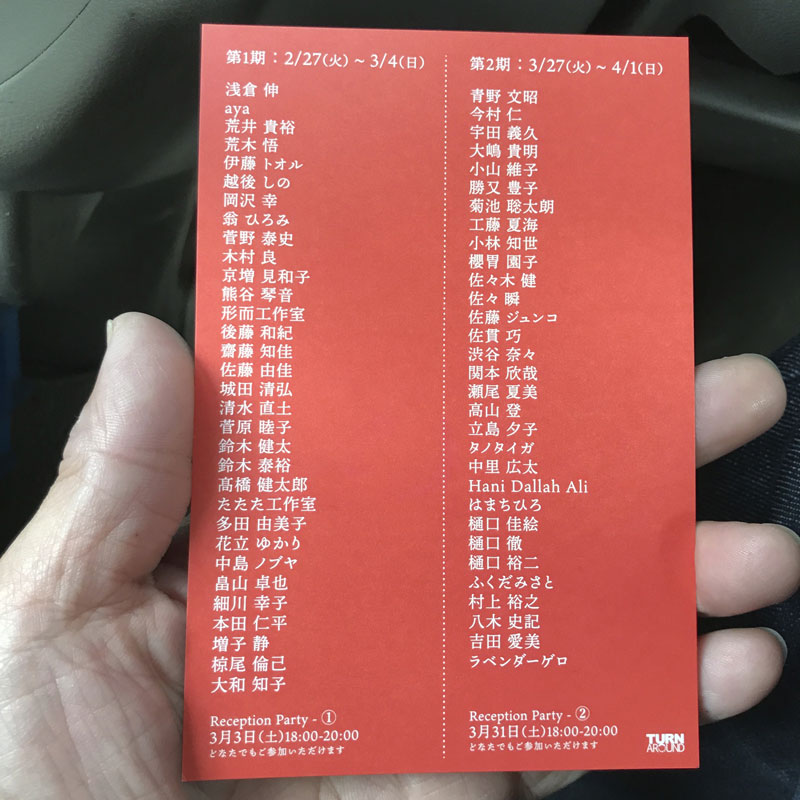 第1期：2/27(火) ~ 3/4(日)
浅倉 伸
aya
荒井 貴裕
荒木 悟
伊藤 トオル
越後 しの
岡沢 幸
翁 ひろみ
菅野 泰史
木村 良
京増 見和子
熊谷 琴音
形而工作室
後藤 和紀
齋藤 知佳
佐藤 由佳
城田 清弘
清水 直土
菅原 睦子
鈴木 健太
鈴木 泰裕
髙橋 健太郎
たたた工作室
多田 由美子
花立 ゆかり
中島 ノブヤ
畠山 卓也
細川 幸子
本田 仁平
増子 静
椋尾 倫己
大和 知子
Reception Party - ①
3月3日(土)18:00-20:00
どなたでもご参加いただけます
第2期：3/27(火) ~ 4/1(日)
青野 文昭
今村 仁
宇田 義久
大嶋 貴明
小山 維子
勝又 豊子
菊池 聡太朗
工藤 夏海
小林 知世
櫻胃 園子
佐々木 健
佐々 瞬
佐藤 ジュンコ
佐貫 巧
渋谷 奈々
関本 欣哉
瀬尾 夏美
高山 登
立島 夕子
タノタイガ
中里 広太
Hani Dallah Ali
はまちひろ
樋口 佳絵
樋口 徹
樋口 裕二
ふくだみさと
村上 裕之
八木 史記
吉田 愛美
ラベンダーゲロ
Reception Party - ②
3月31日(土)18:00-20:00
どなたでもご参加いただけます
TURN
AROUND